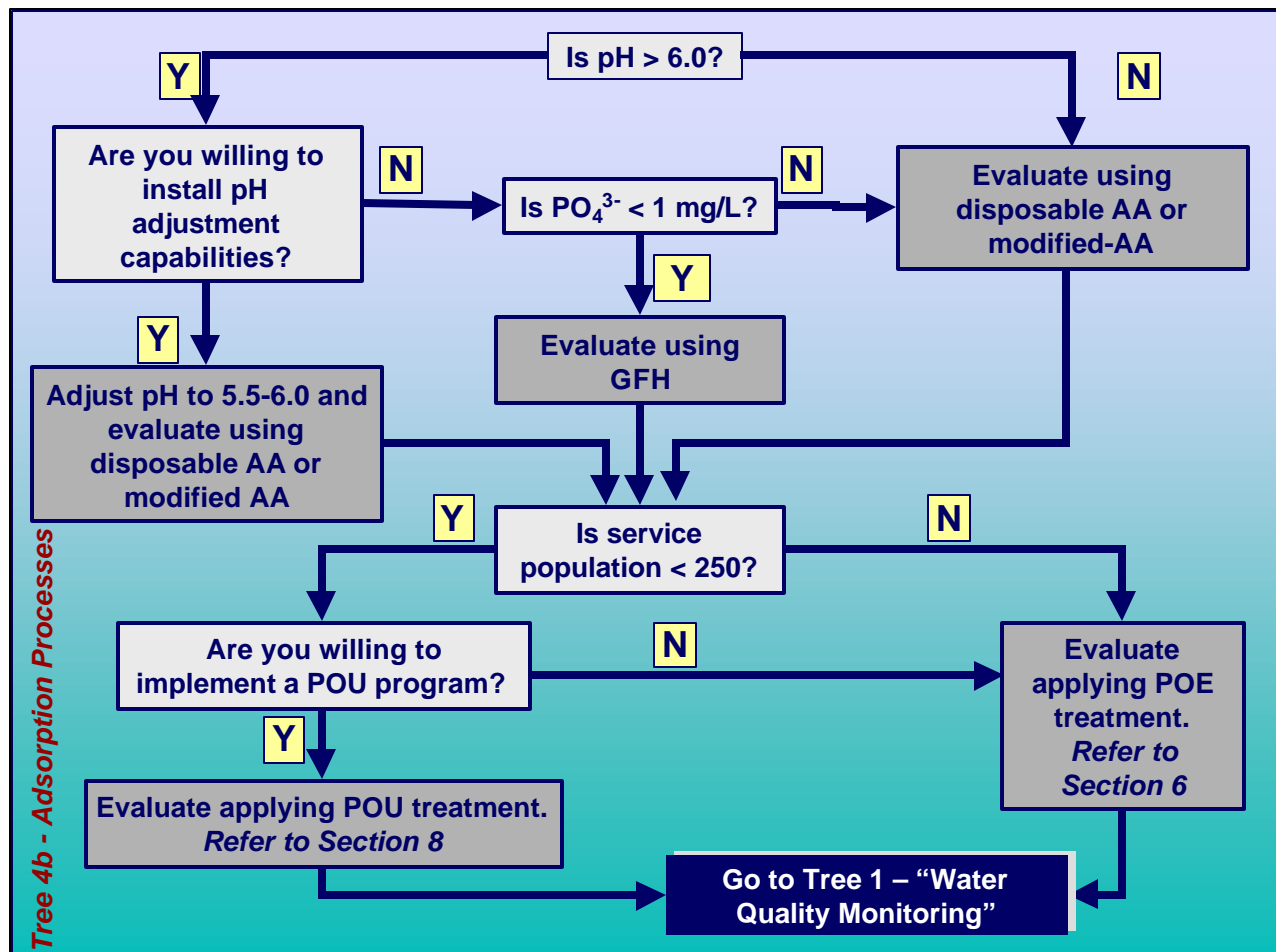 Is pH > 6.0?
Y
N
Are you willing to
install pH
adjustment
capabilities?
N
Is PO₄³⁻ < 1 mg/L?
N
Evaluate using
disposable AA or
modified-AA
Y
Y
Evaluate using
GFH
Adjust pH to 5.5-6.0 and
evaluate using
disposable AA or
modified AA
Y
Is service
population < 250?
N
Are you willing to
implement a POU program?
N
Evaluate
applying POE
treatment.
Refer to
Section 6
Y
Evaluate applying POU treatment.
Refer to Section 8
Go to Tree 1 – “Water
Quality Monitoring”
Tree 4b - Adsorption Processes